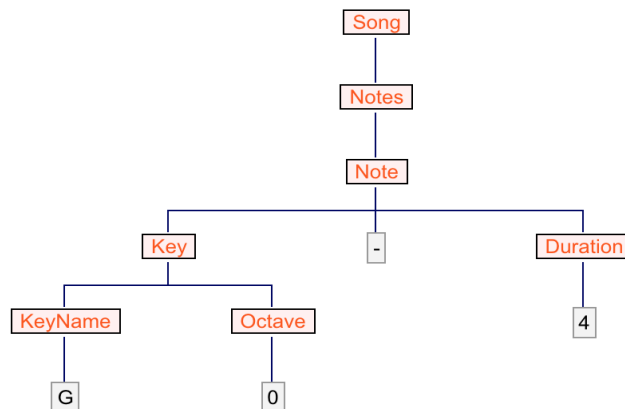 Song
Notes
Note
Key - Duration
KeyName Octave 4
G 0